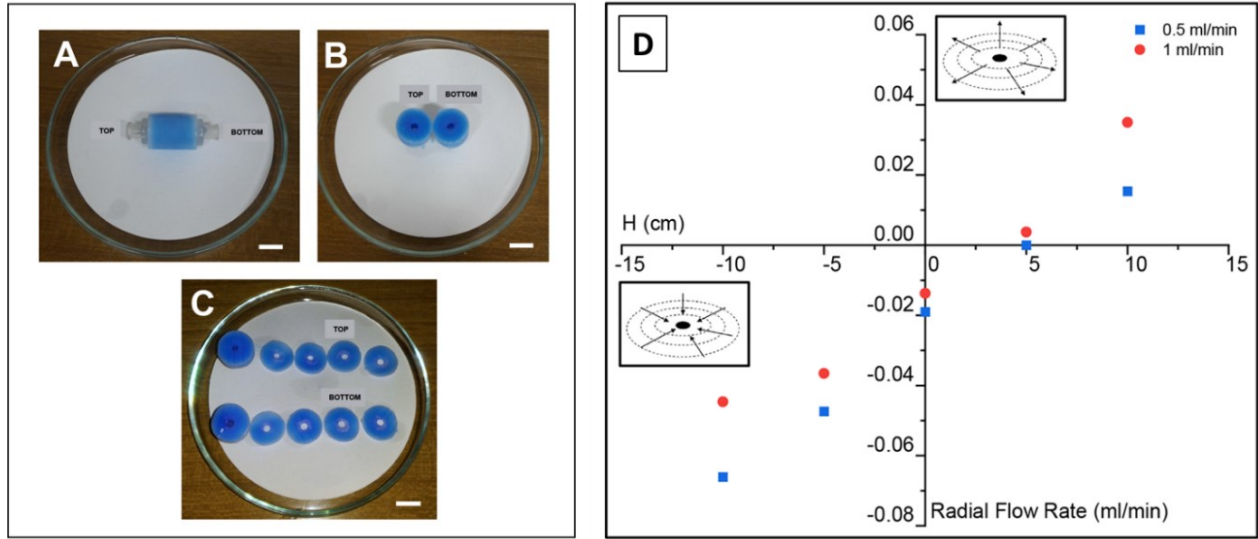 A
TOP
BOTTOM
B
TOP
BOTTOM
C
TOP
BOTTOM
D
0.5 ml/min
1 ml/min
0.06
0.04
0.02
0.00
H (cm)
-15
-10
-5
0
5
10
15
-0.02
-0.04
-0.06
-0.08
Radial Flow Rate (ml/min)